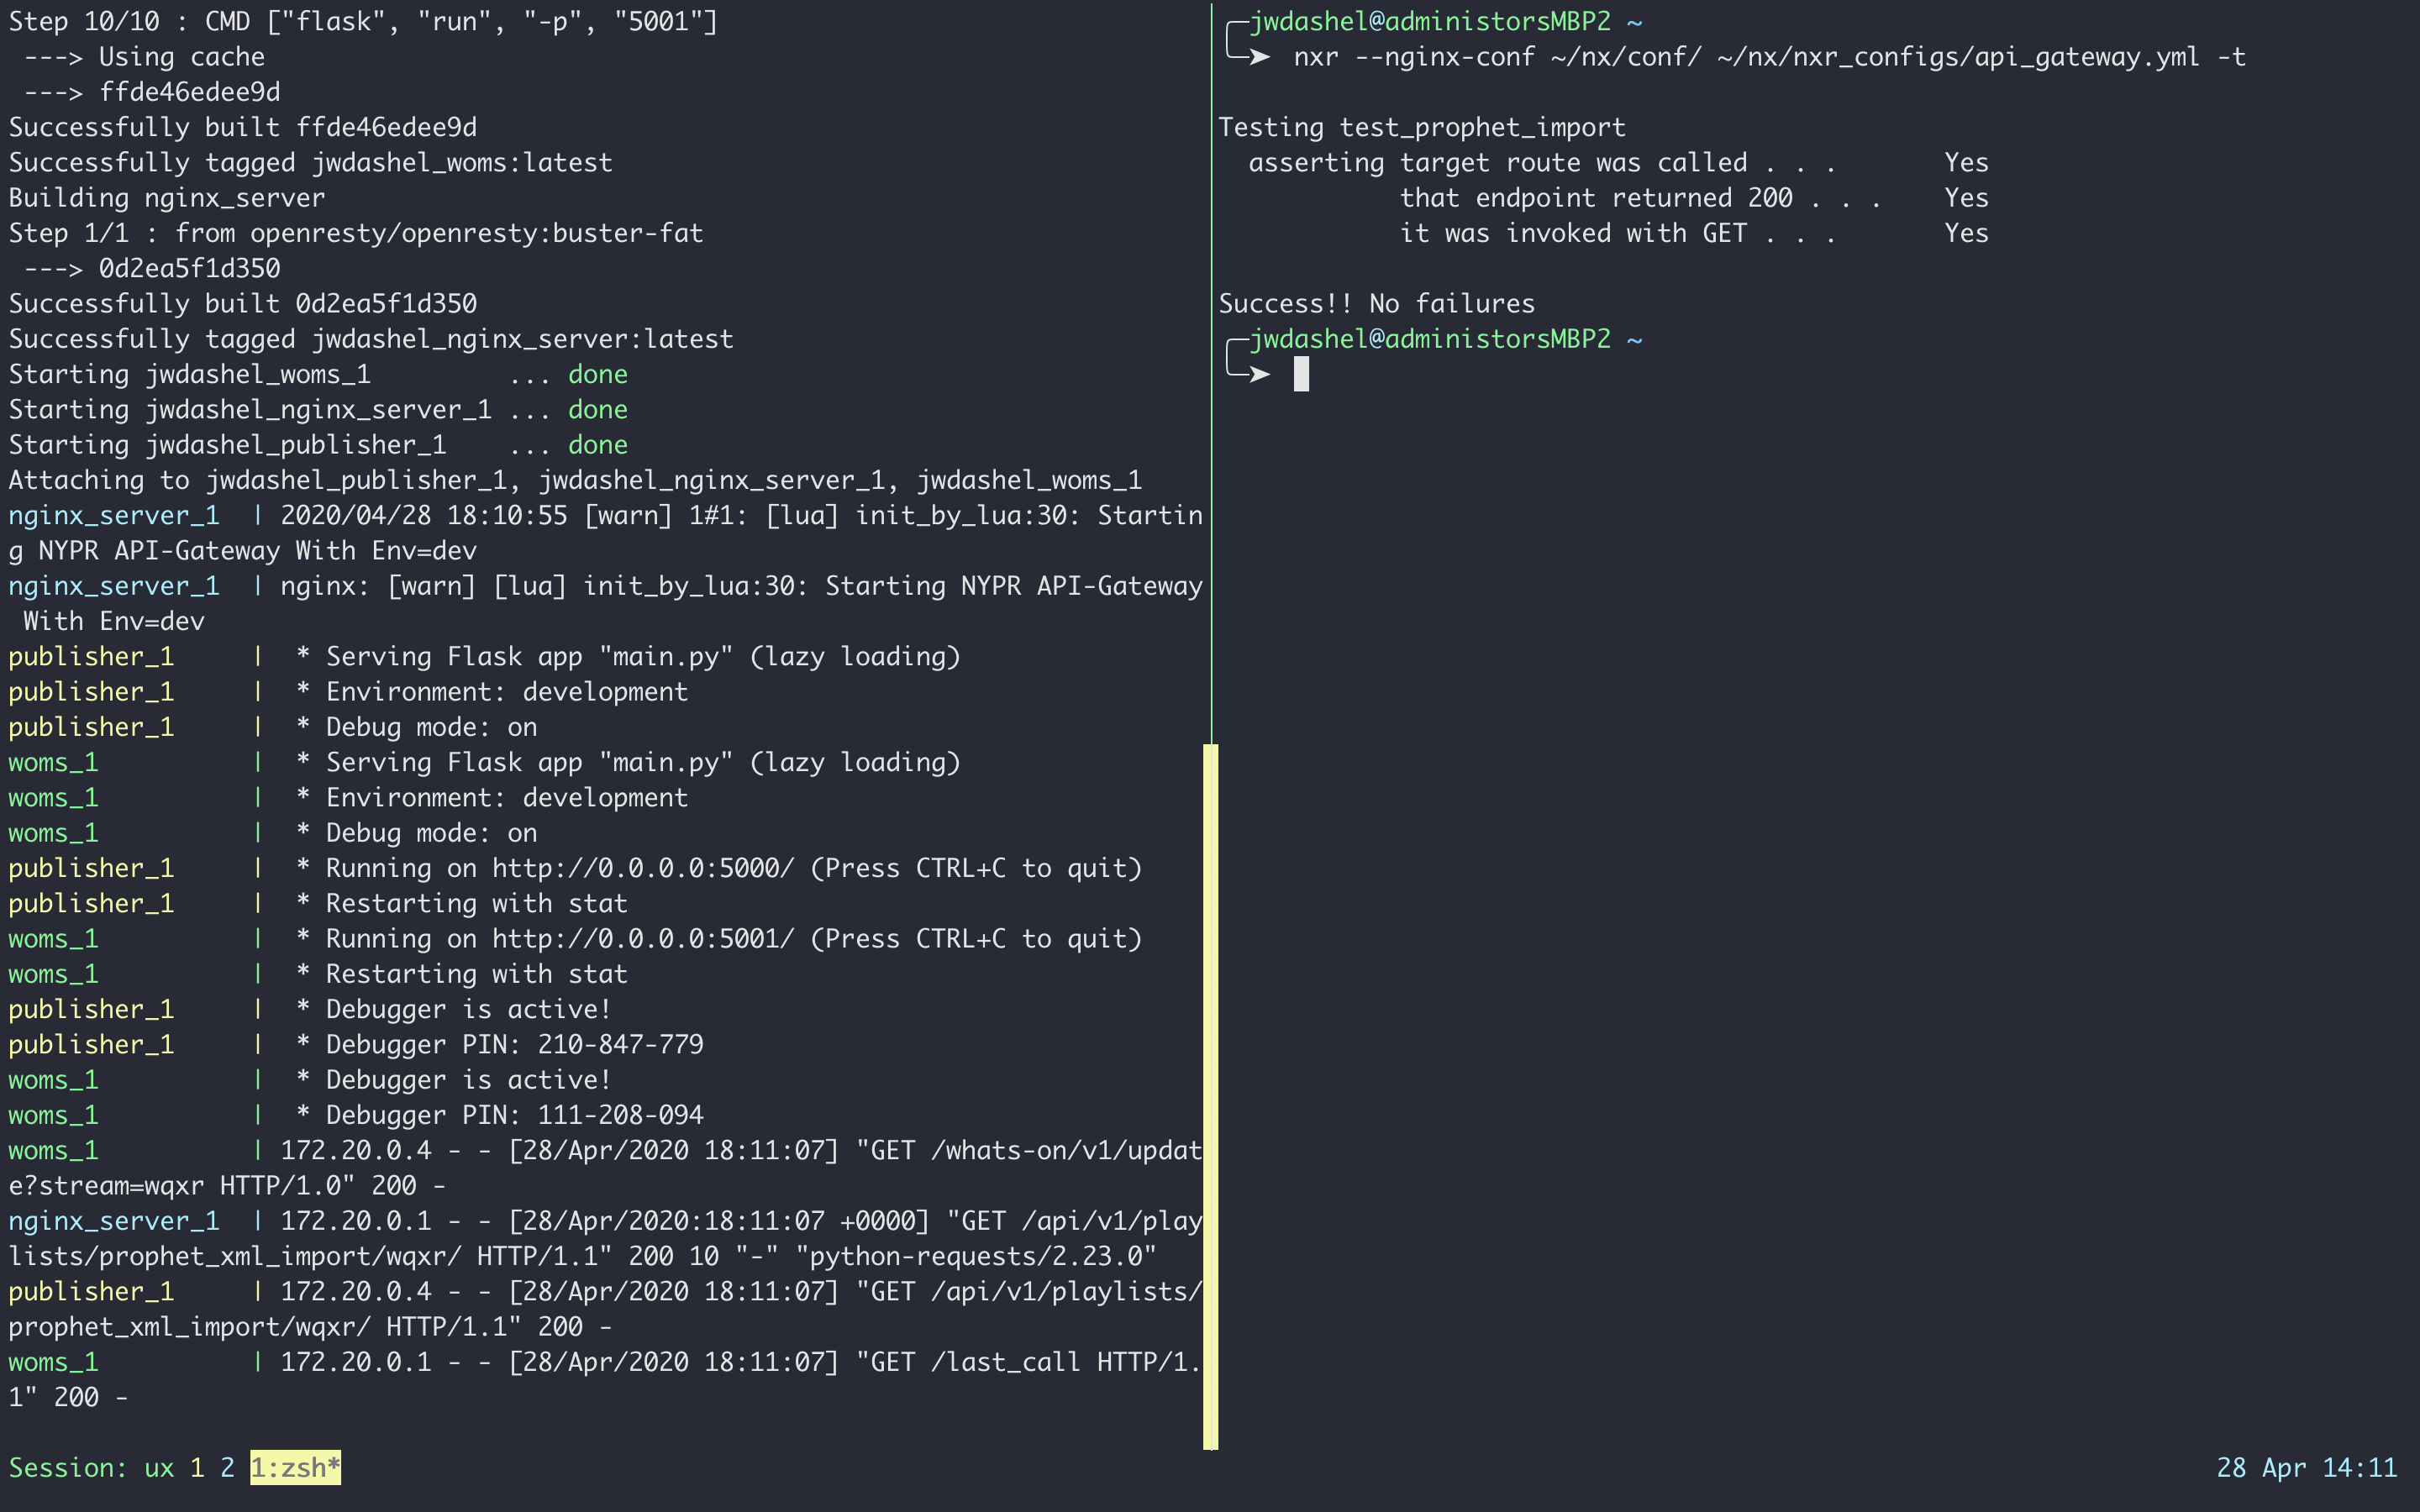 Step 10/10 : CMD ["flask", "run", "-p", "5001"]
 ---> Using cache
 ---> ffde46edee9d
Successfully built ffde46edee9d
Successfully tagged jwdashel_woms:latest
Building nginx_server
Step 1/1 : from openresty/openresty:buster-fat
 ---> 0d2ea5f1d350
Successfully built 0d2ea5f1d350
Successfully tagged jwdashel_nginx_server:latest
Starting jwdashel_woms_1         ... done
Starting jwdashel_nginx_server_1 ... done
Starting jwdashel_publisher_1    ... done
Attaching to jwdashel_publisher_1, jwdashel_nginx_server_1, jwdashel_woms_1
nginx_server_1  | 2020/04/28 18:10:55 [warn] 1#1: [lua] init_by_lua:30: Startin
g NYPR API-Gateway With Env=dev
nginx_server_1  | nginx: [warn] [lua] init_by_lua:30: Starting NYPR API-Gateway
 With Env=dev
publisher_1     |  * Serving Flask app "main.py" (lazy loading)
publisher_1     |  * Environment: development
publisher_1     |  * Debug mode: on
woms_1          |  * Serving Flask app "main.py" (lazy loading)
woms_1          |  * Environment: development
woms_1          |  * Debug mode: on
publisher_1     |  * Running on http://0.0.0.0:5000/ (Press CTRL+C to quit)
publisher_1     |  * Restarting with stat
woms_1          |  * Running on http://0.0.0.0:5001/ (Press CTRL+C to quit)
woms_1          |  * Restarting with stat
publisher_1     |  * Debugger is active!
publisher_1     |  * Debugger PIN: 210-847-779
woms_1          |  * Debugger is active!
woms_1          |  * Debugger PIN: 111-208-094
woms_1          | 172.20.0.4 - - [28/Apr/2020 18:11:07] "GET /whats-on/v1/updat
e?stream=wqxr HTTP/1.0" 200 -
nginx_server_1  | 172.20.0.1 - - [28/Apr/2020:18:11:07 +0000] "GET /api/v1/play
lists/prophet_xml_import/wqxr/ HTTP/1.1" 200 10 "-" "python-requests/2.23.0"
publisher_1     | 172.20.0.4 - - [28/Apr/2020 18:11:07] "GET /api/v1/playlists/
prophet_xml_import/wqxr/ HTTP/1.1" 200 -
woms_1          | 172.20.0.1 - - [28/Apr/2020 18:11:07] "GET /last_call HTTP/1.
1" 200 -
╭─jwdashel@administorsMBP2 ~
╰─➤  nxr --nginx-conf ~/nx/conf/ ~/nx/nxr_configs/api_gateway.yml -t
Testing test_prophet_import
  asserting target route was called . . .       Yes
            that endpoint returned 200 . . .    Yes
            it was invoked with GET . . .       Yes
Success!! No failures
╭─jwdashel@administorsMBP2 ~
╰─➤
Session: ux 1 2 1:zsh*
28 Apr 14:11